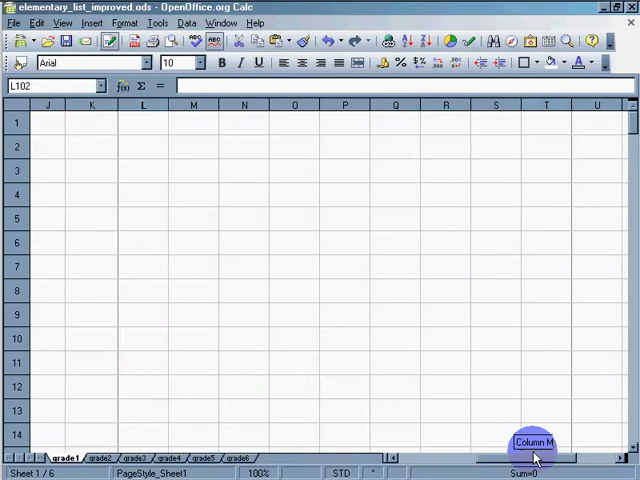 elementary_list_improved.ods - OpenOffice.org Calc
File Edit View Insert Format Tools Data Window Help
Arial 10 B I U A
L102 f(x) Σ =
J K L M N O P Q R S T U
1
2
3
4
5
6
7
8
9
10
11
12
13
14
Column M
grade1 grade2 grade3 grade4 grade5 grade6
Sheet 1 / 6 PageStyle_Sheet1 100% STD * Sum=0